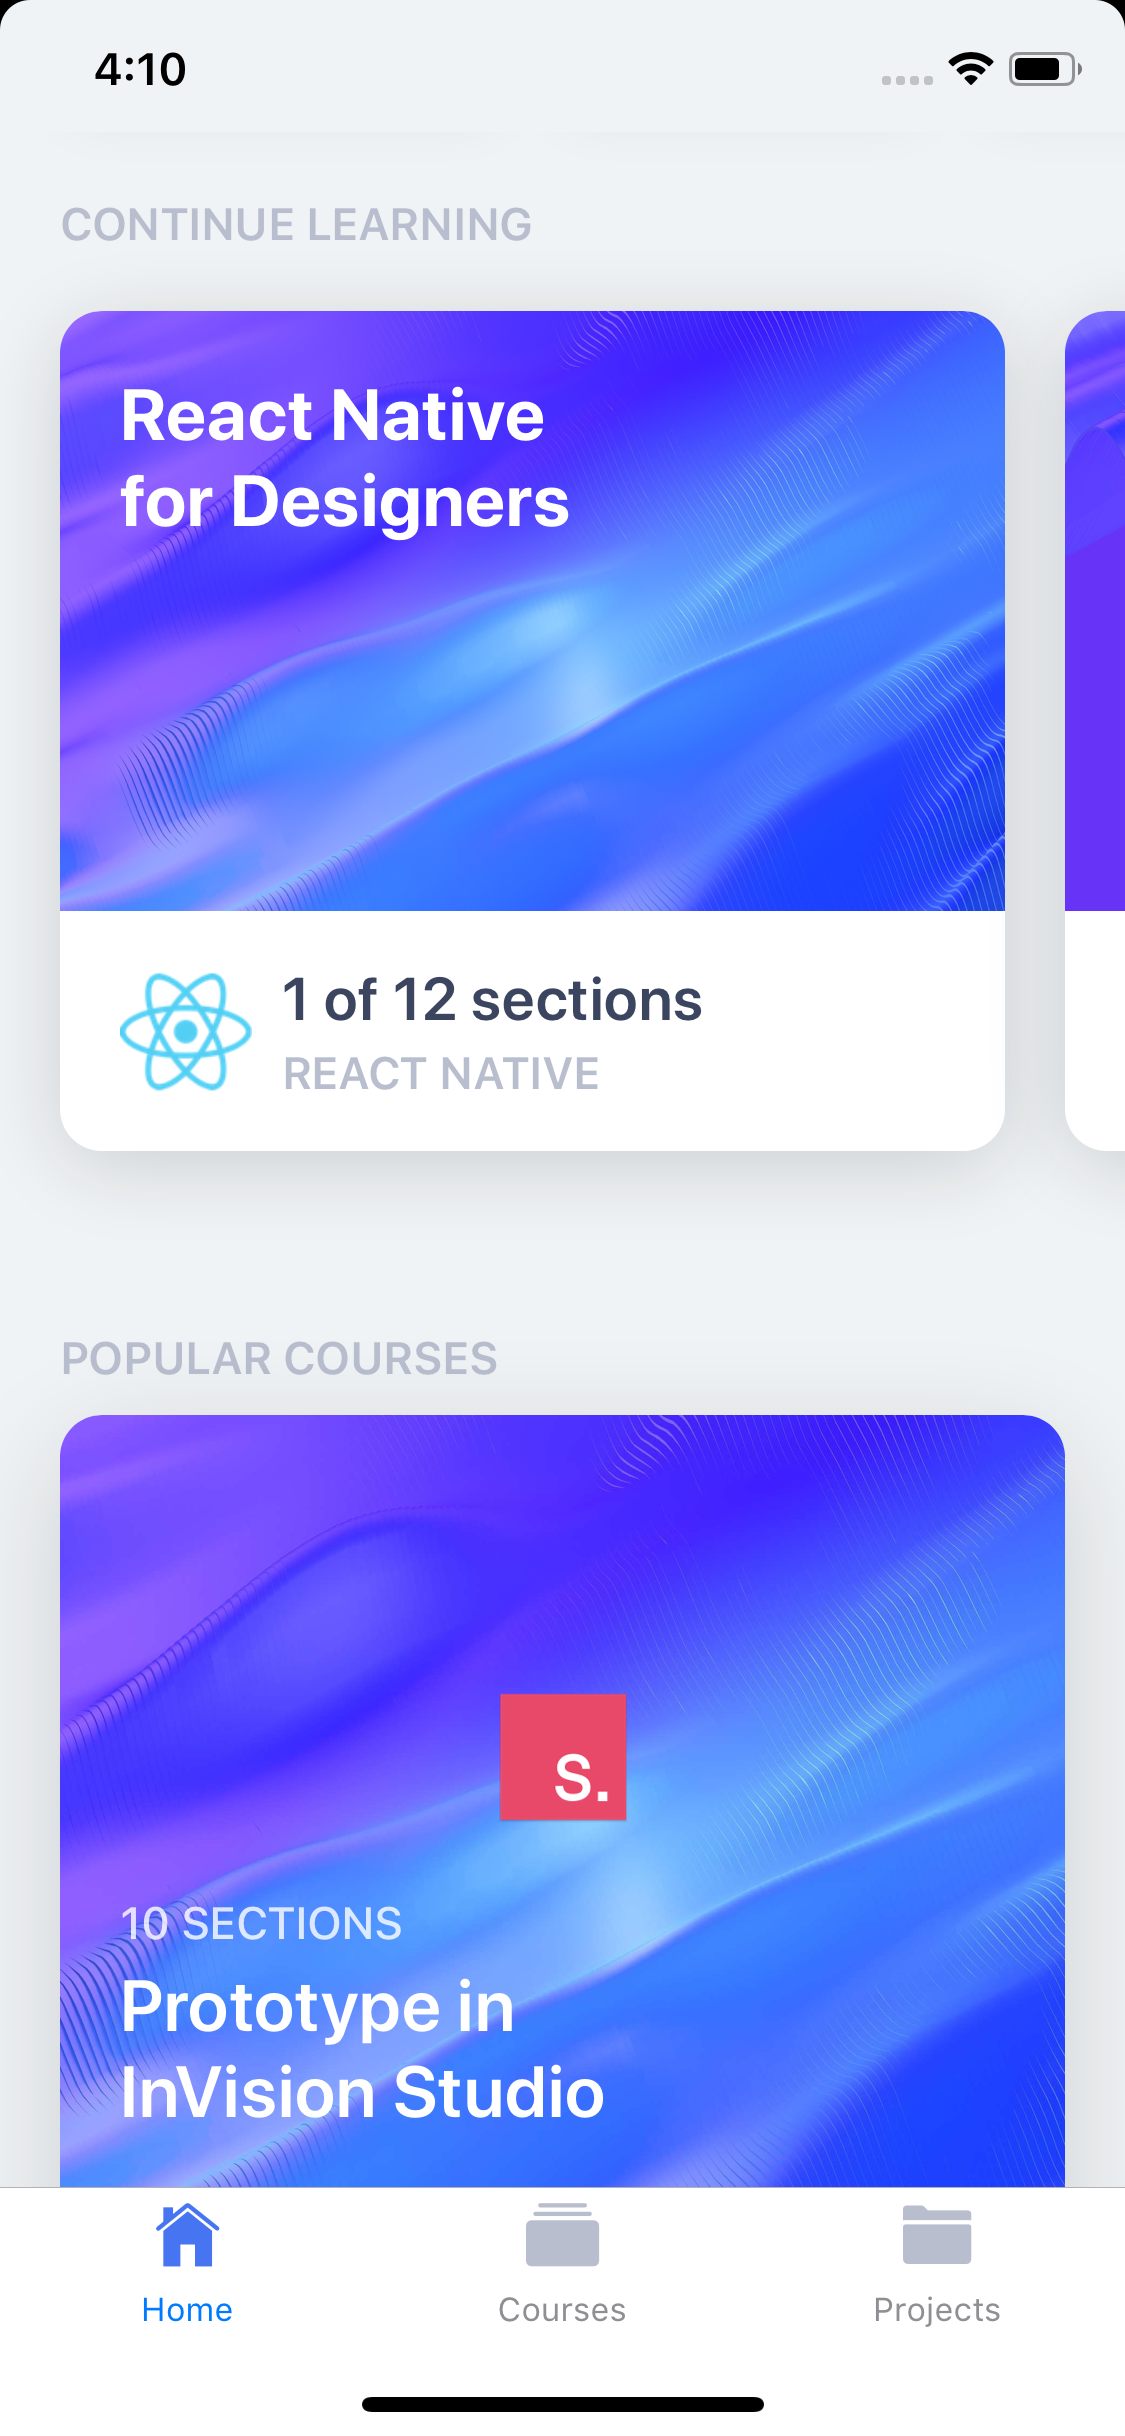 4:10
CONTINUE LEARNING
React Native
for Designers
1 of 12 sections
REACT NATIVE
POPULAR COURSES
S.
10 SECTIONS
Prototype in
InVision Studio
Home
Courses
Projects